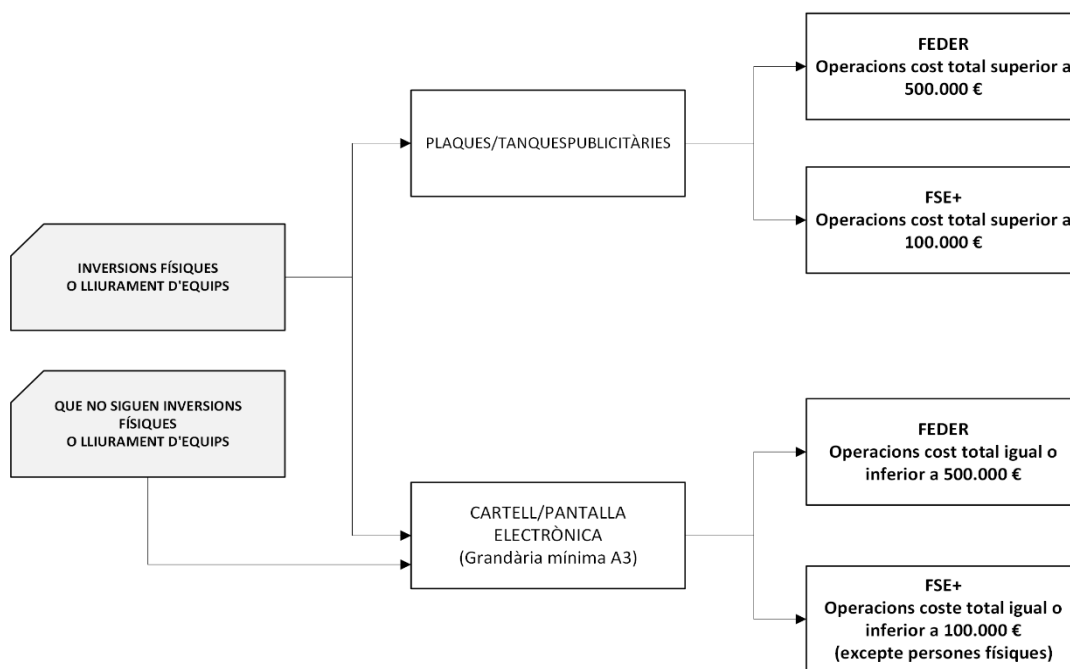 FEDER
Operacions cost total superior a
500.000 €
PLAQUES/TANQUESPUBLICITÀRIES
FSE+
Operacions cost total superior a
100.000 €
INVERSIONS FÍSIQUES
O LLIURAMENT D'EQUIPS
QUE NO SIGUEN INVERSIONS
FÍSIQUES
O LLIURAMENT D'EQUIPS
FEDER
Operacions cost total igual o
inferior a 500.000 €
CARTELL/PANTALLA
ELECTRÒNICA
(Grandària mínima A3)
FSE+
Operacions coste total igual o
inferior a 100.000 €
(excepte persones físiques)